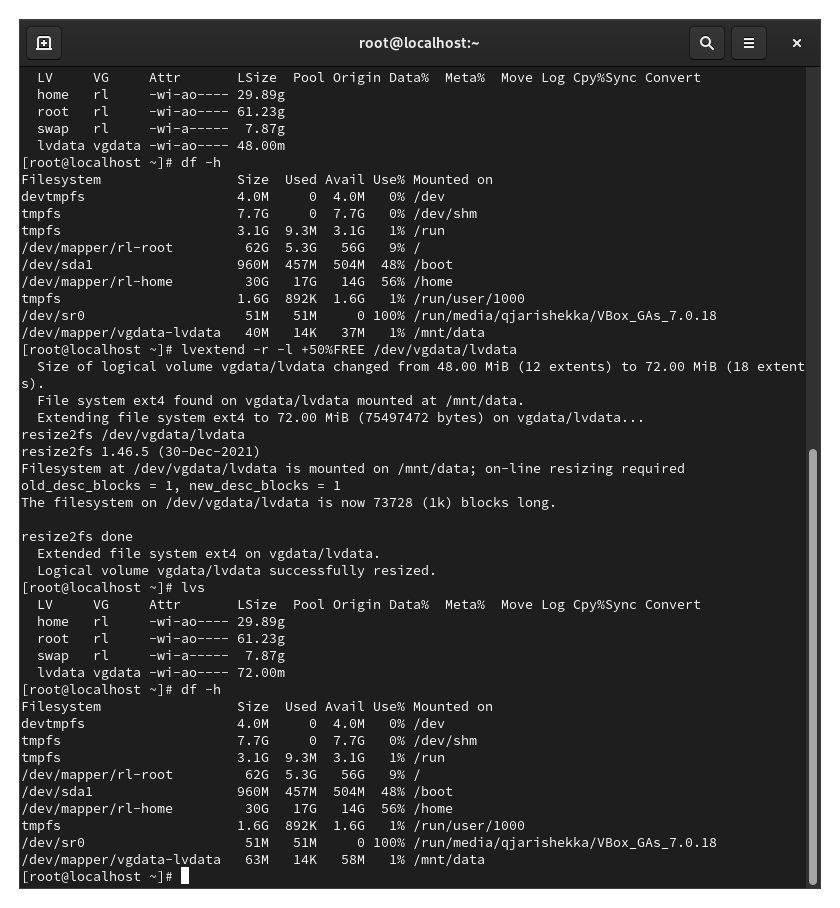 root@localhost:~
  LV     VG     Attr       LSize  Pool Origin Data%  Meta%  Move Log Cpy%Sync Convert
  home   rl     -wi-ao---- 29.89g
  root   rl     -wi-ao---- 61.23g
  swap   rl     -wi-a-----  7.87g
  lvdata vgdata -wi-ao---- 48.00m
[root@localhost ~]# df -h
Filesystem                 Size  Used Avail Use% Mounted on
devtmpfs                   4.0M     0  4.0M   0% /dev
tmpfs                      7.7G     0  7.7G   0% /dev/shm
tmpfs                      3.1G  9.3M  3.1G   1% /run
/dev/mapper/rl-root         62G  5.3G   56G   9% /
/dev/sda1                  960M  457M  504M  48% /boot
/dev/mapper/rl-home         30G   17G   14G  56% /home
tmpfs                      1.6G  892K  1.6G   1% /run/user/1000
/dev/sr0                    51M   51M     0 100% /run/media/qjarishekka/VBox_GAs_7.0.18
/dev/mapper/vgdata-lvdata   40M   14K   37M   1% /mnt/data
[root@localhost ~]# lvextend -r -l +50%FREE /dev/vgdata/lvdata
  Size of logical volume vgdata/lvdata changed from 48.00 MiB (12 extents) to 72.00 MiB (18 extent
s).
  File system ext4 found on vgdata/lvdata mounted at /mnt/data.
  Extending file system ext4 to 72.00 MiB (75497472 bytes) on vgdata/lvdata...
resize2fs /dev/vgdata/lvdata
resize2fs 1.46.5 (30-Dec-2021)
Filesystem at /dev/vgdata/lvdata is mounted on /mnt/data; on-line resizing required
old_desc_blocks = 1, new_desc_blocks = 1
The filesystem on /dev/vgdata/lvdata is now 73728 (1k) blocks long.

resize2fs done
  Extended file system ext4 on vgdata/lvdata.
  Logical volume vgdata/lvdata successfully resized.
[root@localhost ~]# lvs
  LV     VG     Attr       LSize  Pool Origin Data%  Meta%  Move Log Cpy%Sync Convert
  home   rl     -wi-ao---- 29.89g
  root   rl     -wi-ao---- 61.23g
  swap   rl     -wi-a-----  7.87g
  lvdata vgdata -wi-ao---- 72.00m
[root@localhost ~]# df -h
Filesystem                 Size  Used Avail Use% Mounted on
devtmpfs                   4.0M     0  4.0M   0% /dev
tmpfs                      7.7G     0  7.7G   0% /dev/shm
tmpfs                      3.1G  9.3M  3.1G   1% /run
/dev/mapper/rl-root         62G  5.3G   56G   9% /
/dev/sda1                  960M  457M  504M  48% /boot
/dev/mapper/rl-home         30G   17G   14G  56% /home
tmpfs                      1.6G  892K  1.6G   1% /run/user/1000
/dev/sr0                    51M   51M     0 100% /run/media/qjarishekka/VBox_GAs_7.0.18
/dev/mapper/vgdata-lvdata   63M   14K   58M   1% /mnt/data
[root@localhost ~]#